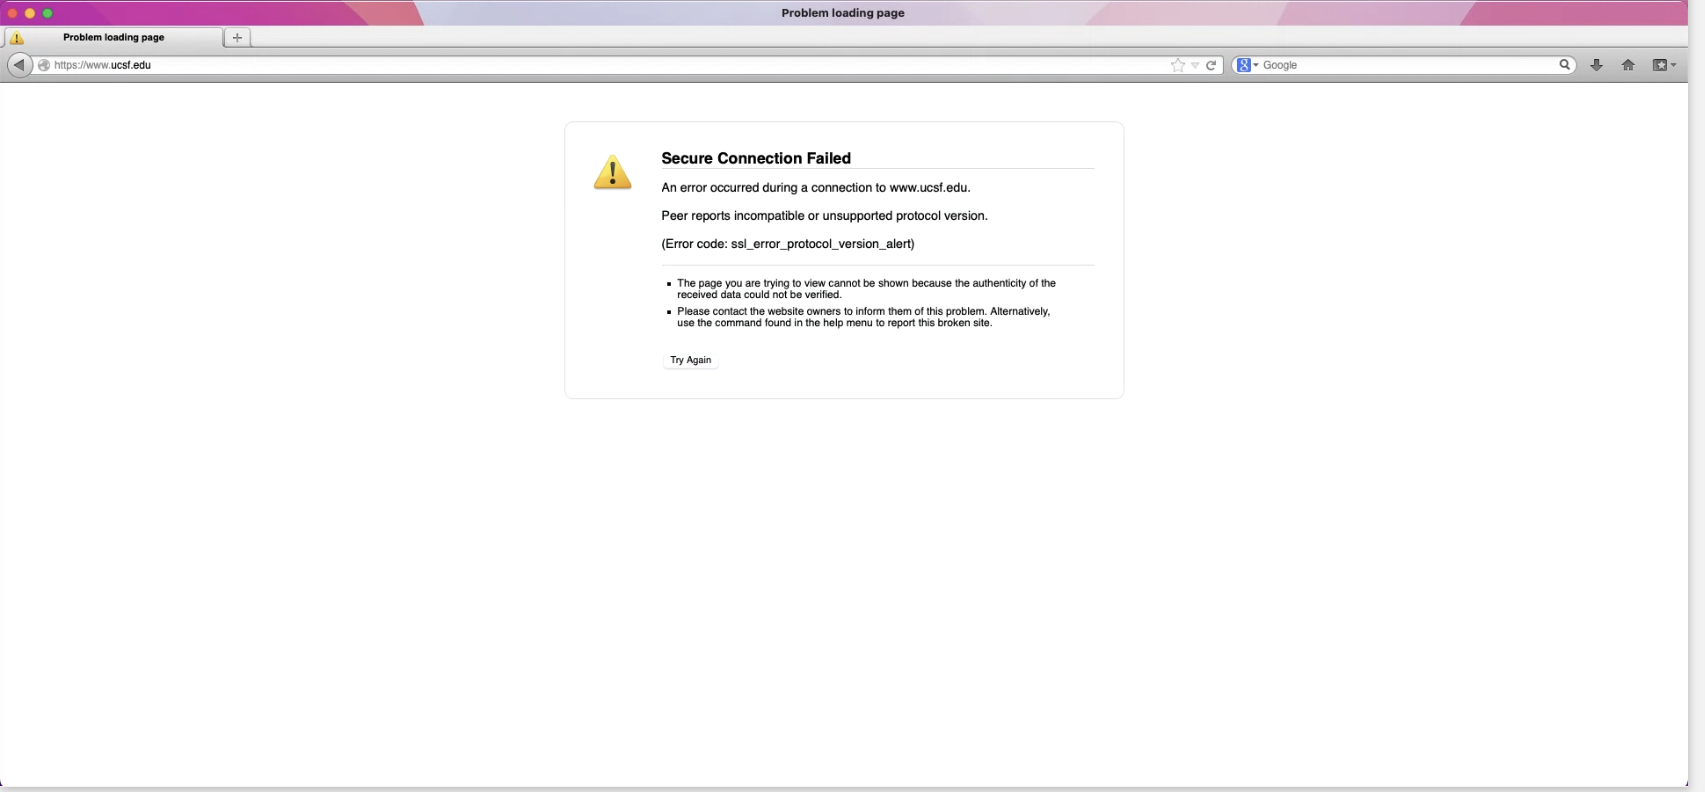 Problem loading page
Problem loading page
https://www.ucsf.edu
Google
Secure Connection Failed
An error occurred during a connection to www.ucsf.edu.
Peer reports incompatible or unsupported protocol version.
(Error code: ssl_error_protocol_version_alert)
The page you are trying to view cannot be shown because the authenticity of the
received data could not be verified.
Please contact the website owners to inform them of this problem. Alternatively,
use the command found in the help menu to report this broken site.
Try Again